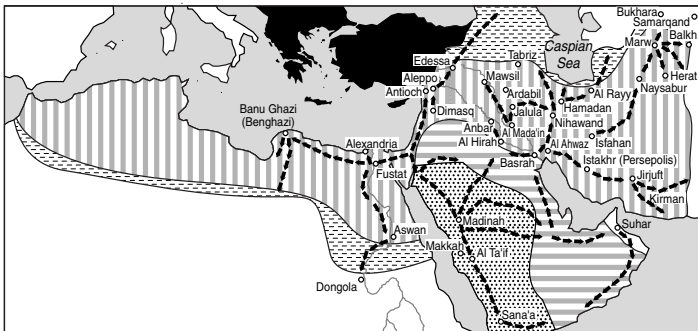 Bukhara
Samarqand
Caspian
Sea
Marw
Balkh
Edessa
Tabriz
Aleppo
Mawsil
Herat
Antioch
Ardabil
Al Rayy
Naysabur
Banu Ghazi
(Benghazi)
Dimasq
Jalula
Hamadan
Alexandria
Anbar
Al Mada'in
Nihawand
Al Hirah
Al Ahwaz
Isfahan
Fustat
Basrah
Istakhr (Persepolis)
Jirjuft
Kirman
Madinah
Suhar
Aswan
Makkah
Al Ta'if
Dongola
Sana'a